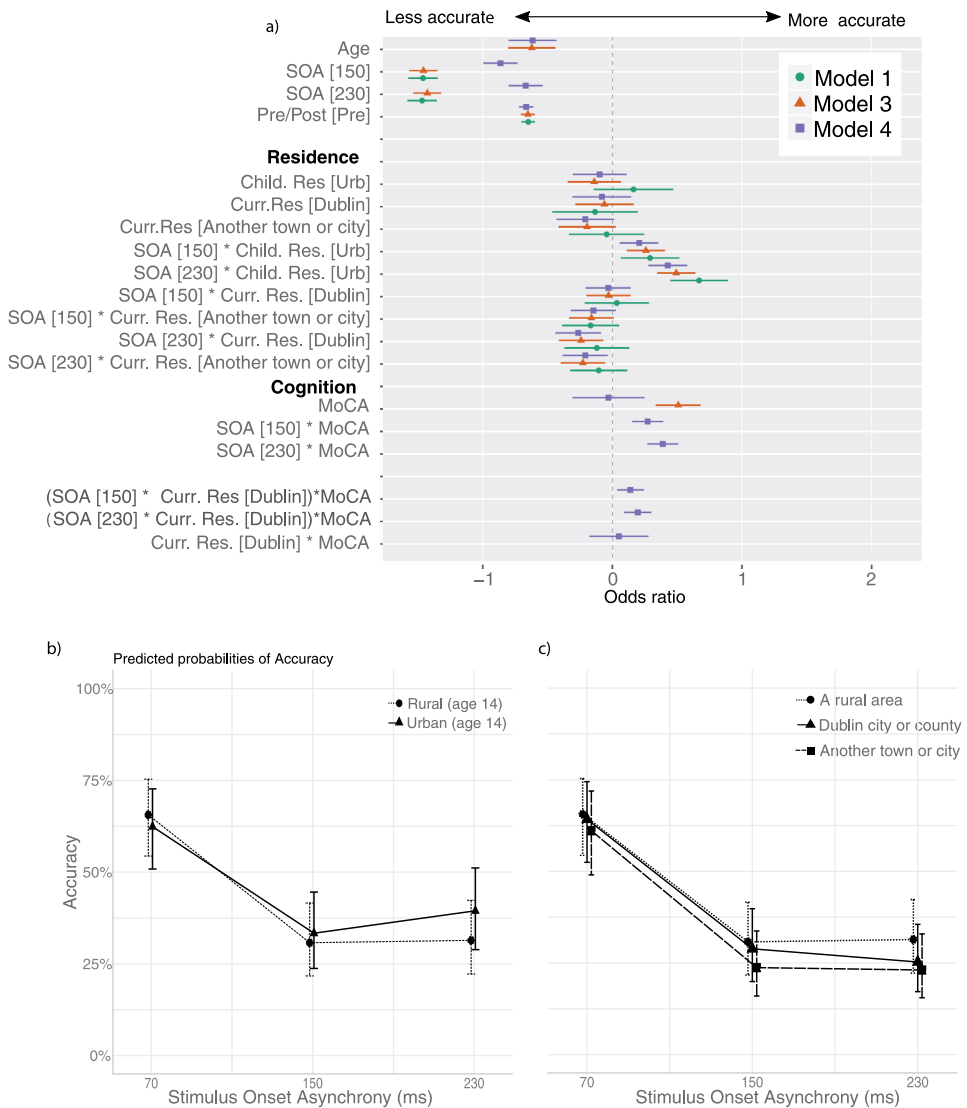 a)
Less accurate
More accurate
Age
SOA [150]
SOA [230]
Pre/Post [Pre]
Residence
Child. Res [Urb]
Curr.Res [Dublin]
Curr.Res [Another town or city]
SOA [150] * Child. Res. [Urb]
SOA [230] * Child. Res. [Urb]
SOA [150] * Curr. Res. [Dublin]
SOA [150] * Curr. Res. [Another town or city]
SOA [230] * Curr. Res. [Dublin]
SOA [230] * Curr. Res. [Another town or city]
Cognition
MoCA
SOA [150] * MoCA
SOA [230] * MoCA
(SOA [150] * Curr. Res [Dublin])*MoCA
(SOA [230] * Curr. Res. [Dublin])*MoCA
Curr. Res. [Dublin] * MoCA
Model 1
Model 3
Model 4
−1 0 1 2
Odds ratio
b)
Predicted probabilities of Accuracy
100%
75%
50%
25%
0%
Accuracy
Rural (age 14)
Urban (age 14)
70 150 230
Stimulus Onset Asynchrony (ms)
c)
A rural area
Dublin city or county
Another town or city
70 150 230
Stimulus Onset Asynchrony (ms)